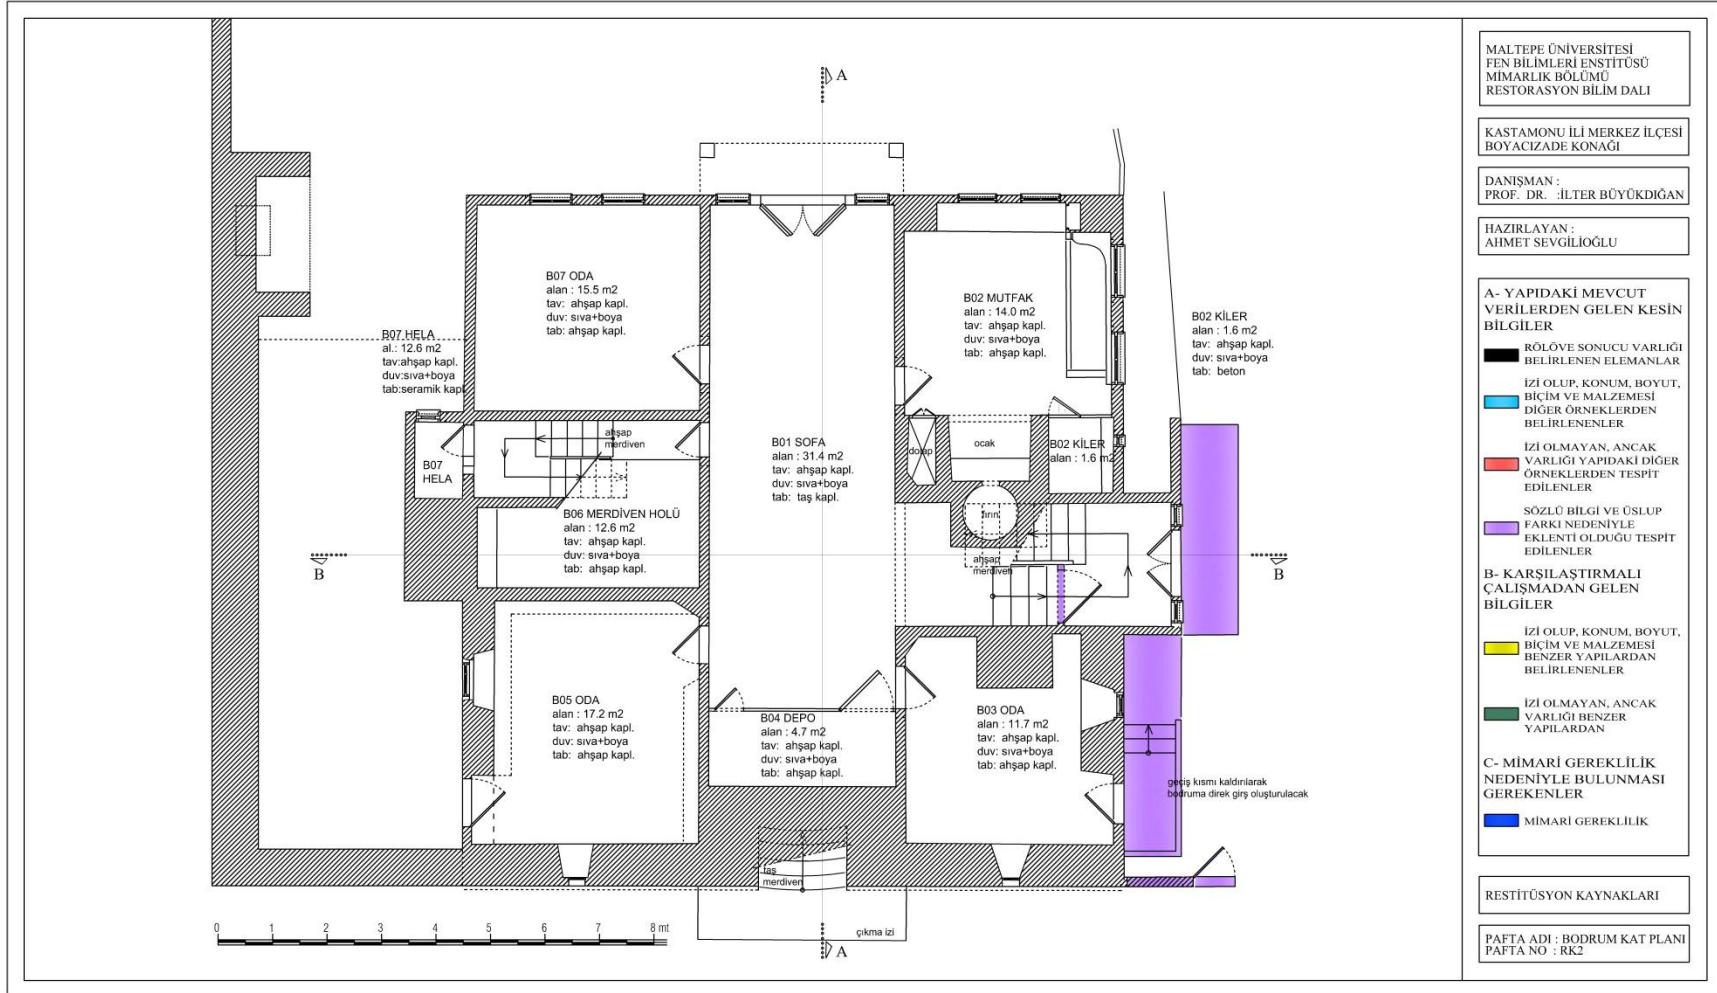 A
B07 ODA
alan : 15.5 m2
tav: ahşap kapl.
duv: sıva+boya
tab: ahşap kapl.
B02 MUTFAK
alan : 14.0 m2
tav: ahşap kapl.
duv: sıva+boya
tab: ahşap kapl.
B02 KİLER
alan : 1.6 m2
tav: ahşap kapl.
duv: sıva+boya
tab: beton
B07 HELA
al.: 12.6 m2
tav:ahşap kapl.
duv:sıva+boya
tab:seramik kapl
ahşap
merdiven
B07
HELA
B01 SOFA
alan : 31.4 m2
tav: ahşap kapl.
duv: sıva+boya
tab: taş kapl.
dolap
ocak
B02 KİLER
alan : 1.6 m2
fırın
B06 MERDİVEN HOLÜ
alan : 12.6 m2
tav: ahşap kapl.
duv: sıva+boya
tab: ahşap kapl.
ahşap
merdiven
B
B
B05 ODA
alan : 17.2 m2
tav: ahşap kapl.
duv: sıva+boya
tab: ahşap kapl.
B04 DEPO
alan : 4.7 m2
tav: ahşap kapl.
duv: sıva+boya
tab: ahşap kapl.
B03 ODA
alan : 11.7 m2
tav: ahşap kapl.
duv: sıva+boya
tab: ahşap kapl.
geçiş kısmı kaldırılarak
bodruma direk girş oluşturulacak
taş
merdiven
çıkma izi
A
0 1 2 3 4 5 6 7 8 mt
MALTEPE ÜNİVERSİTESİ
FEN BİLİMLERİ ENSTİTÜSÜ
MİMARLIK BÖLÜMÜ
RESTORASYON BİLİM DALI
KASTAMONU İLİ MERKEZ İLÇESİ
BOYACIZADE KONAĞI
DANIŞMAN :
PROF. DR. :İLTER BÜYÜKDIĞAN
HAZIRLAYAN :
AHMET SEVGİLİOĞLU
A- YAPIDAKİ MEVCUT
VERİLERDEN GELEN KESİN
BİLGİLER
RÖLÖVE SONUCU VARLIĞI
BELİRLENEN ELEMANLAR
İZİ OLUP, KONUM, BOYUT,
BİÇİM VE MALZEMESİ
DİĞER ÖRNEKLERDEN
BELİRLENENLER
İZİ OLMAYAN, ANCAK
VARLIĞI YAPIDAKİ DİĞER
ÖRNEKLERDEN TESPİT
EDİLENLER
SÖZLÜ BİLGİ VE ÜSLUP
FARKI NEDENİYLE
EKLENTİ OLDUĞU TESPİT
EDİLENLER
B- KARŞILAŞTIRMALI
ÇALIŞMADAN GELEN
BİLGİLER
İZİ OLUP, KONUM, BOYUT,
BİÇİM VE MALZEMESİ
BENZER YAPILARDAN
BELİRLENENLER
İZİ OLMAYAN, ANCAK
VARLIĞI BENZER
YAPILARDAN
C- MİMARİ GEREKLİLİK
NEDENİYLE BULUNMASI
GEREKENLER
MİMARİ GEREKLİLİK
RESTİTÜSYON KAYNAKLARI
PAFTA ADI : BODRUM KAT PLANI
PAFTA NO : RK2